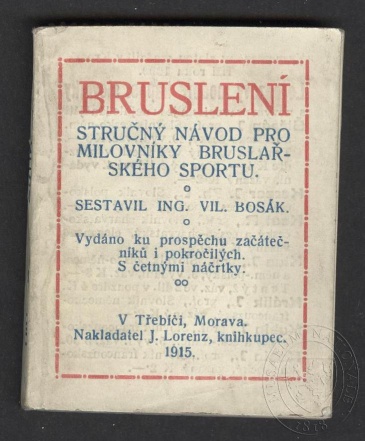 BRUSLENÍ
STRUČNÝ NÁVOD PRO
MILOVNÍKY BRUSLAŘ-
SKÉHO SPORTU.
SESTAVIL ING. VIL. BOSÁK.
Vydáno ku prospěchu začáteč-
níků i pokročilých.
S četnými náčrtky.
V Třebíči, Morava.
Nakladatel J. Lorenz, knihkupec.
1915.